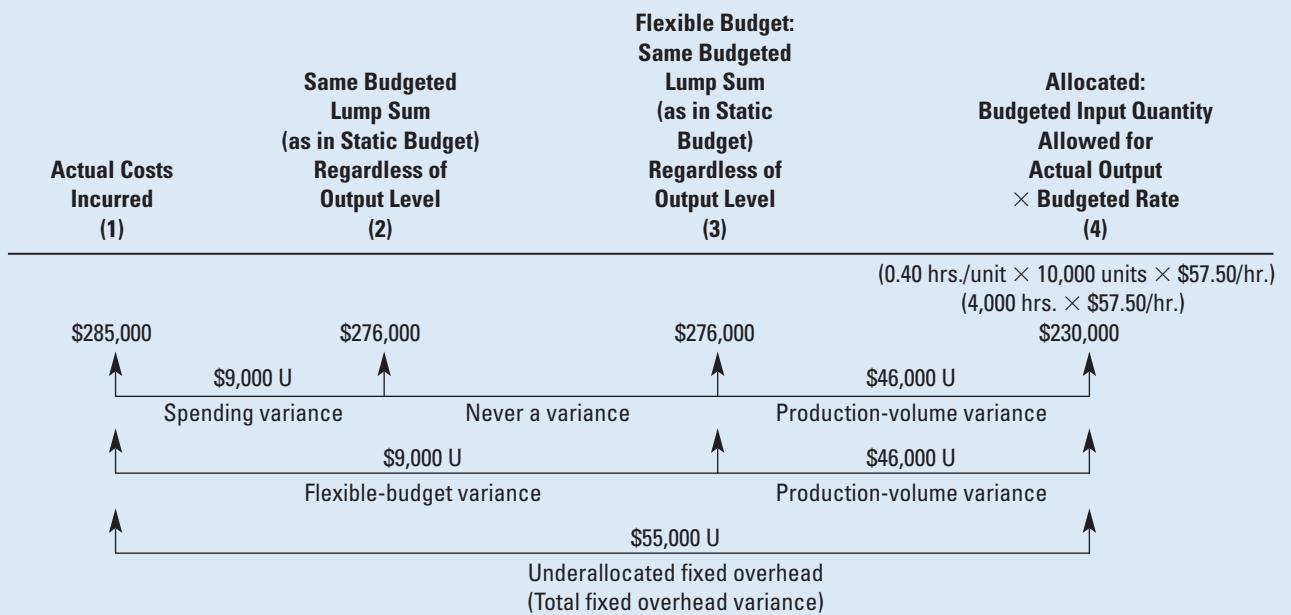 Actual Costs
Incurred
(1)
Same Budgeted
Lump Sum
(as in Static Budget)
Regardless of
Output Level
(2)
Flexible Budget:
Same Budgeted
Lump Sum
(as in Static
Budget)
Regardless of
Output Level
(3)
Allocated:
Budgeted Input Quantity
Allowed for
Actual Output
× Budgeted Rate
(4)
(0.40 hrs./unit × 10,000 units × $57.50/hr.)
(4,000 hrs. × $57.50/hr.)
$285,000 $276,000 $276,000 $230,000
$9,000 U $46,000 U
Spending variance Never a variance Production-volume variance
$9,000 U $46,000 U
Flexible-budget variance Production-volume variance
$55,000 U
Underallocated fixed overhead
(Total fixed overhead variance)